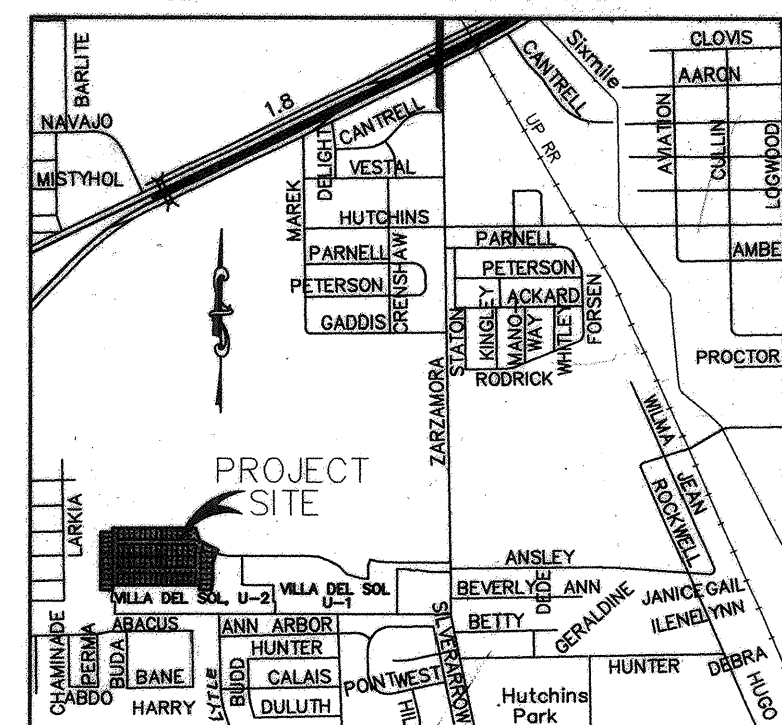 CLOVIS
BARLITE
Sixmile
CANTRELL
AARON
1.8
NAVAJO
CANTRELL
UP RR
AVIATION
CULLIN
LOGWOOD
DELIGHT
VESTAL
MISTYHOL
MAREK
HUTCHINS
PARNELL
PARNELL
AMBE
CRENSHAW
PETERSON
PETERSON
ACKARD
FORSEN
GADDIS
STATON
KINGLEY
MANO-
WAY
WHITLEY
PROCTOR
ZARZAMORA
RODRICK
WILMA
JEAN
PROJECT
SITE
ROCKWELL
LARKIA
ANSLEY
VILLA DEL SOL, U-2
VILLA DEL SOL
U-1
BEVERLY
DEDE
ANN
GERALDINE
JANICE GAIL
ILENE LYNN
CHAMINADE
PERMA
ABACUS
BUDA
ANN ARBOR
SILVERARROW
BETTY
HUNTER
HUNTER
DEBRA
BANE
CALAIS
POINTWEST
BUDD
LYTLE
HUGO
CHABDO
HARRY
DULUTH
HIL
Hutchins
Park